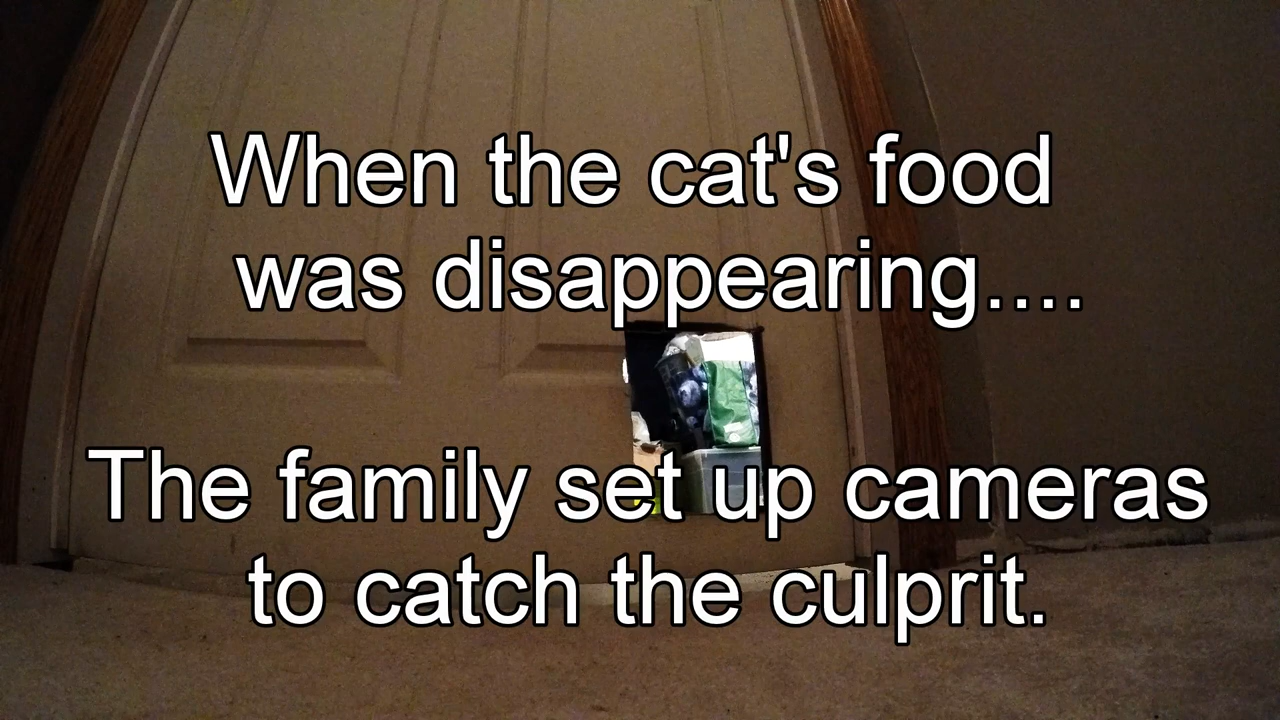 When the cat's food
was disappearing....
The family set up cameras
to catch the culprit.